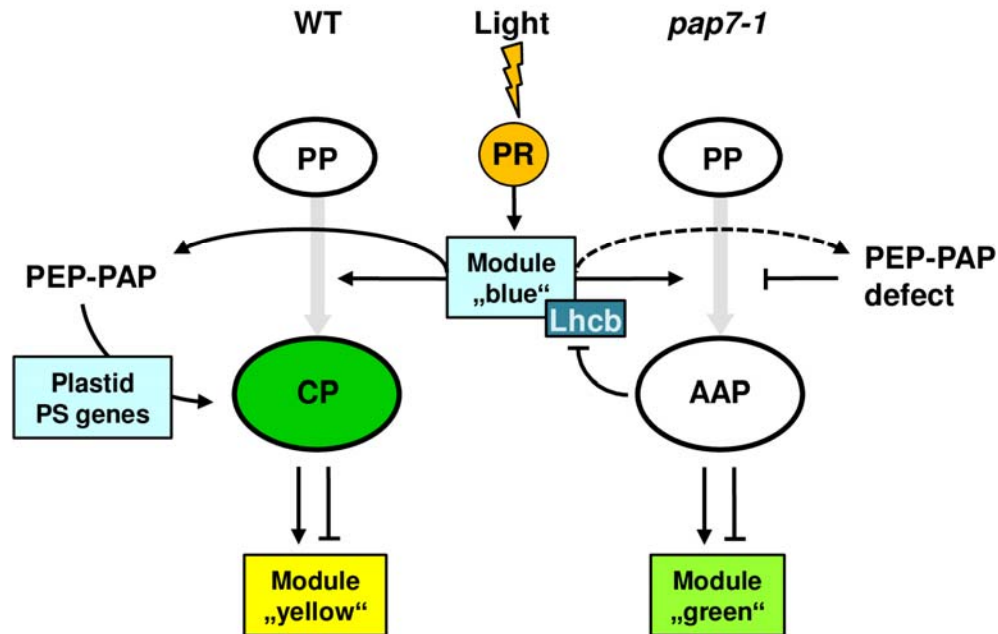 WT
Light
pap7-1
PP
PR
PP
PEP-PAP
Module
„blue“
Lhcb
PEP-PAP
defect
Plastid
PS genes
CP
AAP
Module
„yellow“
Module
„green“